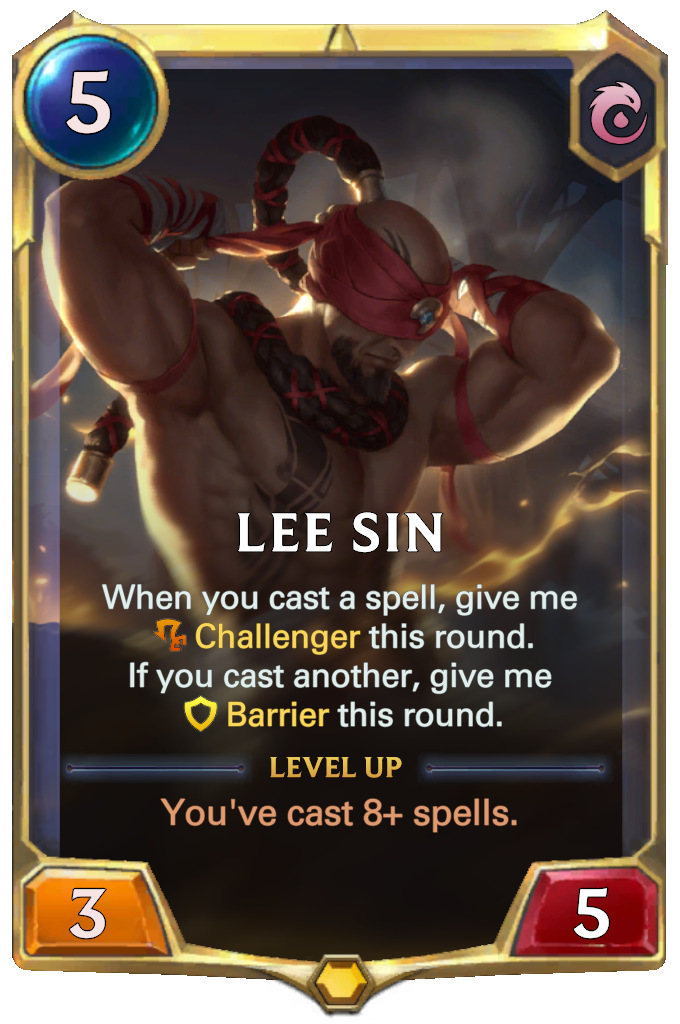 5
LEE SIN
When you cast a spell, give me
Challenger this round.
If you cast another, give me
Barrier this round.
LEVEL UP
You've cast 8+ spells.
3
5